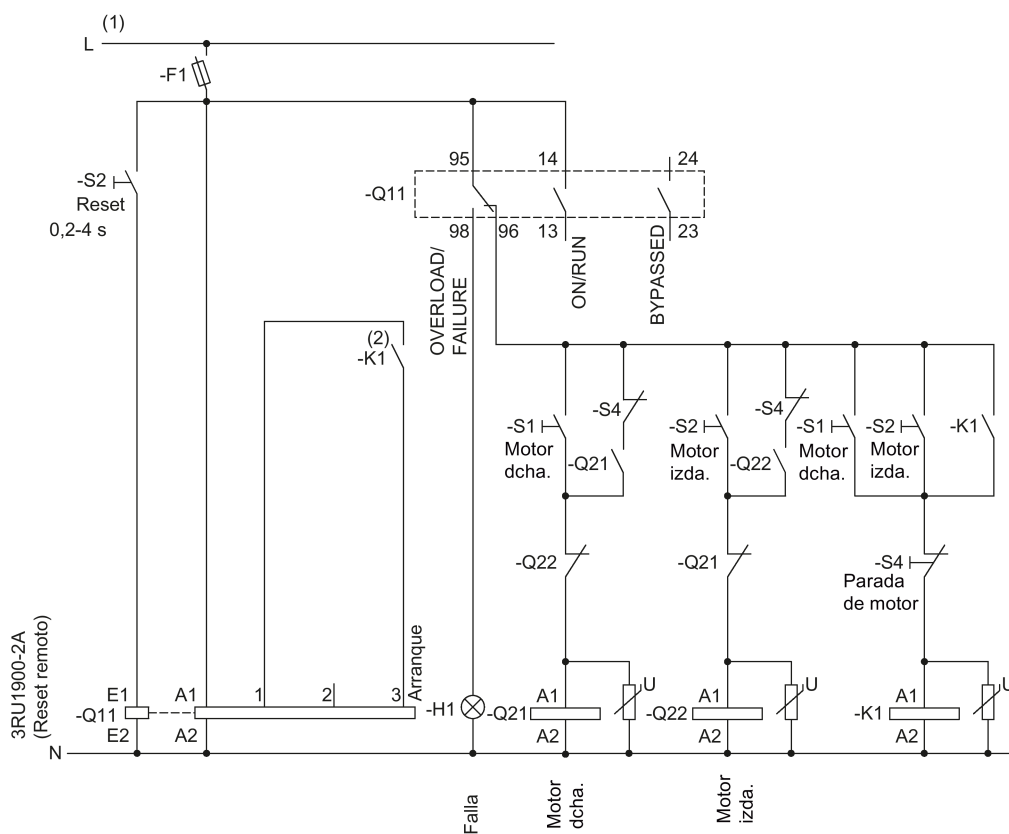 (1)
L
-F1
95
14
24
-S2
Reset
0,2-4 s
-Q11
98
96
13
23
OVERLOAD/
FAILURE
ON/RUN
BYPASSED
(2)
-K1
-S4
-S4
-S1
Motor
dcha.
-S2
Motor
izda.
-S1
Motor
dcha.
-S2
Motor
izda.
-K1
-Q21
-Q22
-Q22
-Q21
-S4
Parada
de motor
3RU1900-2A
(Reset remoto)
Arranque
E1
A1
1
2
3
A1
U
A1
U
A1
U
-Q11
-H1
-Q21
-Q22
-K1
E2
A2
A2
A2
A2
N
Falla
Motor
dcha.
Motor
izda.